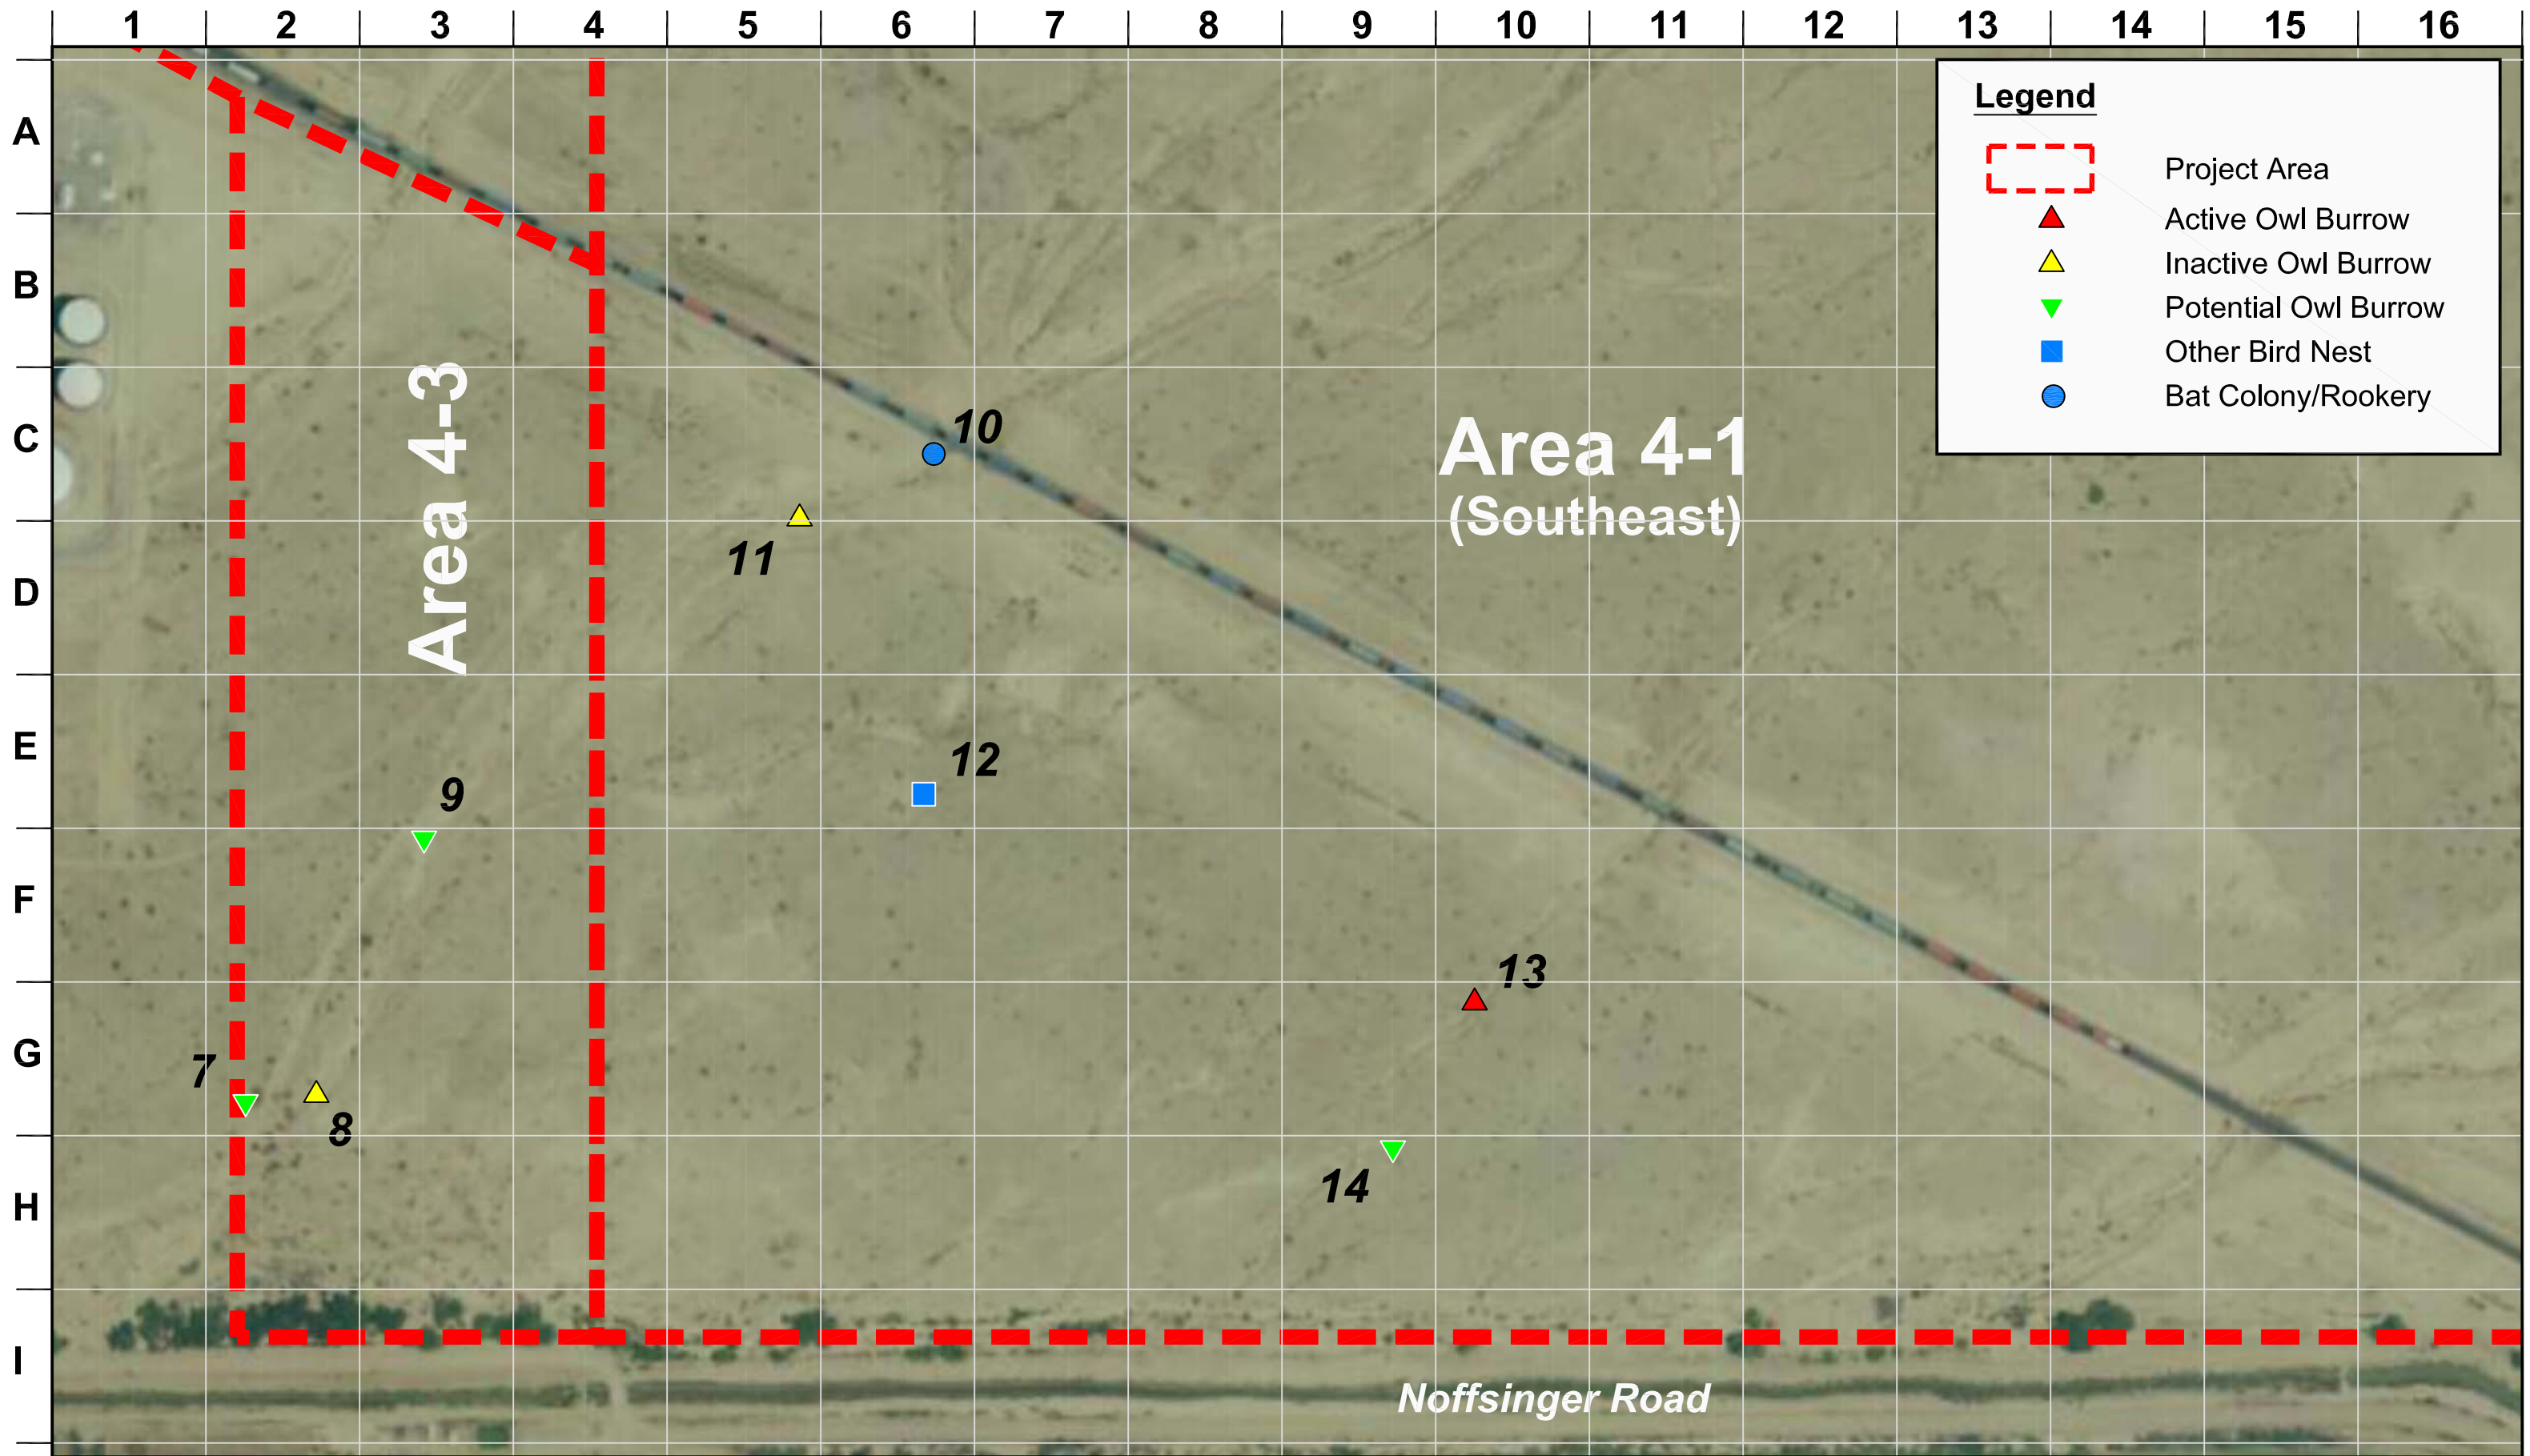 1 2 3 4 5 6 7 8 9 10 11 12 13 14 15 16
A
B
C
D
E
F
G
H
I
Legend
Project Area
Active Owl Burrow
Inactive Owl Burrow
Potential Owl Burrow
Other Bird Nest
Bat Colony/Rookery
Area 4-3
Area 4-1
(Southeast)
10
11
12
9
13
7
8
14
Noffsinger Road